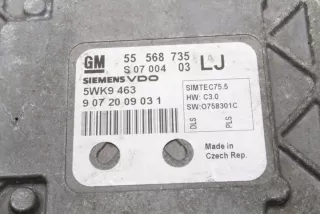 GM 55 568 735 LJ
S 07 004 03
SIEMENS VDO
5WK9 463
9 07 20 09 03 1
SIMTEC75.5
HW: C3.0
SW:O758301C
DLS
PLS
Made in
Czech Rep.